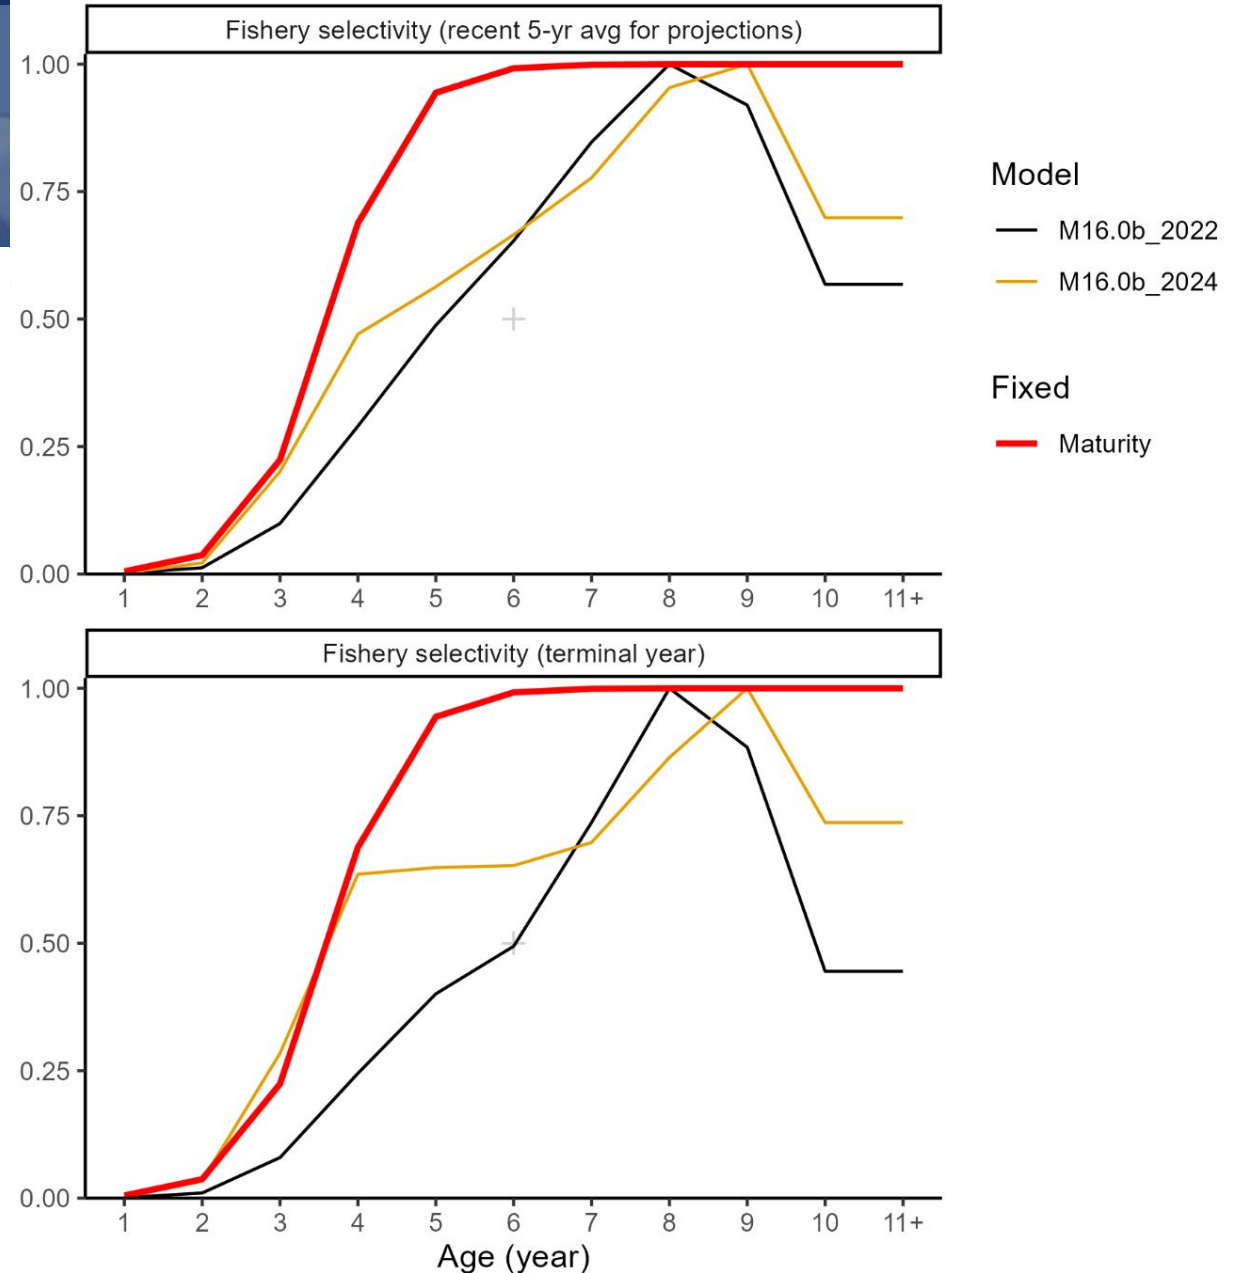 Fishery selectivity (recent 5-yr avg for projections)
1.00
0.75
0.50
0.25
0.00
1 2 3 4 5 6 7 8 9 10 11+
Model
M16.0b_2022
M16.0b_2024
Fixed
Maturity
Fishery selectivity (terminal year)
1.00
0.75
0.50
0.25
0.00
1 2 3 4 5 6 7 8 9 10 11+
Age (year)